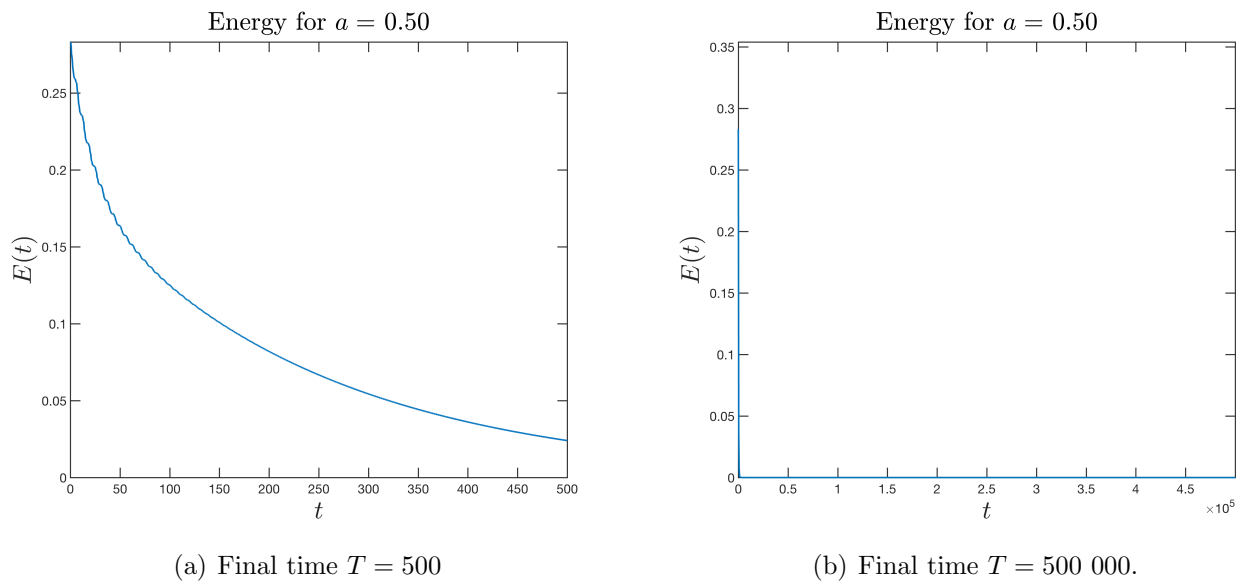 Energy for a = 0.50
0.25
0.2
0.15
0.1
0.05
0
E(t)
0 50 100 150 200 250 300 350 400 450 500
t
(a) Final time T = 500
Energy for a = 0.50
0.35
0.3
0.25
0.2
0.15
0.1
0.05
0
E(t)
0 0.5 1 1.5 2 2.5 3 3.5 4 4.5
×10⁵
t
(b) Final time T = 500 000.